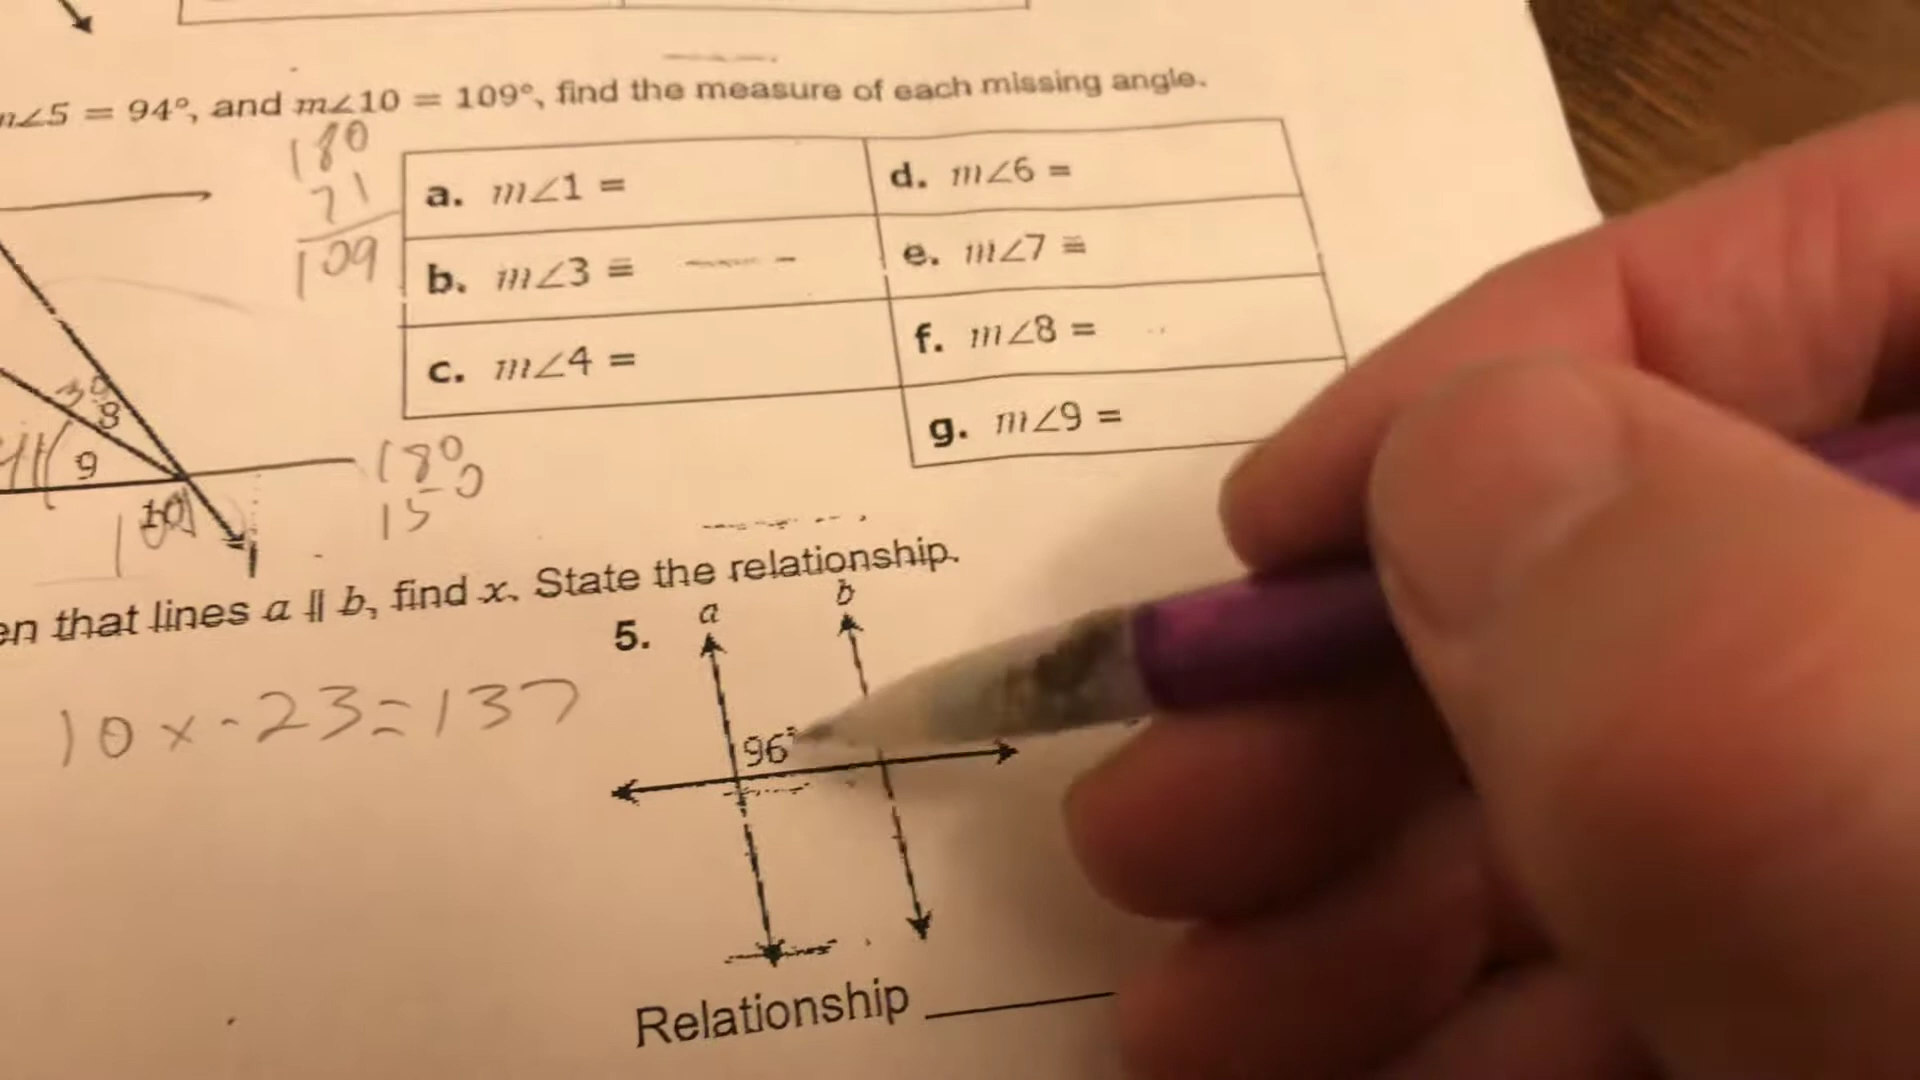 m∠5 = 94°, and m∠10 = 109°, find the measure of each missing angle.
180
71
109
a. m∠1 =
b. m∠3 =
c. m∠4 =
d. m∠6 =
e. m∠7 =
f. m∠8 =
g. m∠9 =
8
9
10
180
en that lines a || b, find x. State the relationship.
10x-23=137
5.
a
b
96°
Relationship